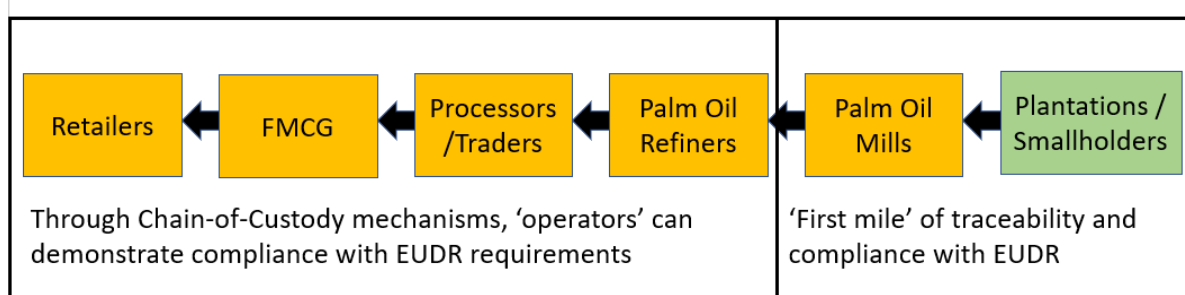 Retailers
FMCG
Processors
/Traders
Palm Oil
Refiners
Palm Oil
Mills
Plantations /
Smallholders
Through Chain-of-Custody mechanisms, ‘operators’ can
demonstrate compliance with EUDR requirements
‘First mile’ of traceability and
compliance with EUDR